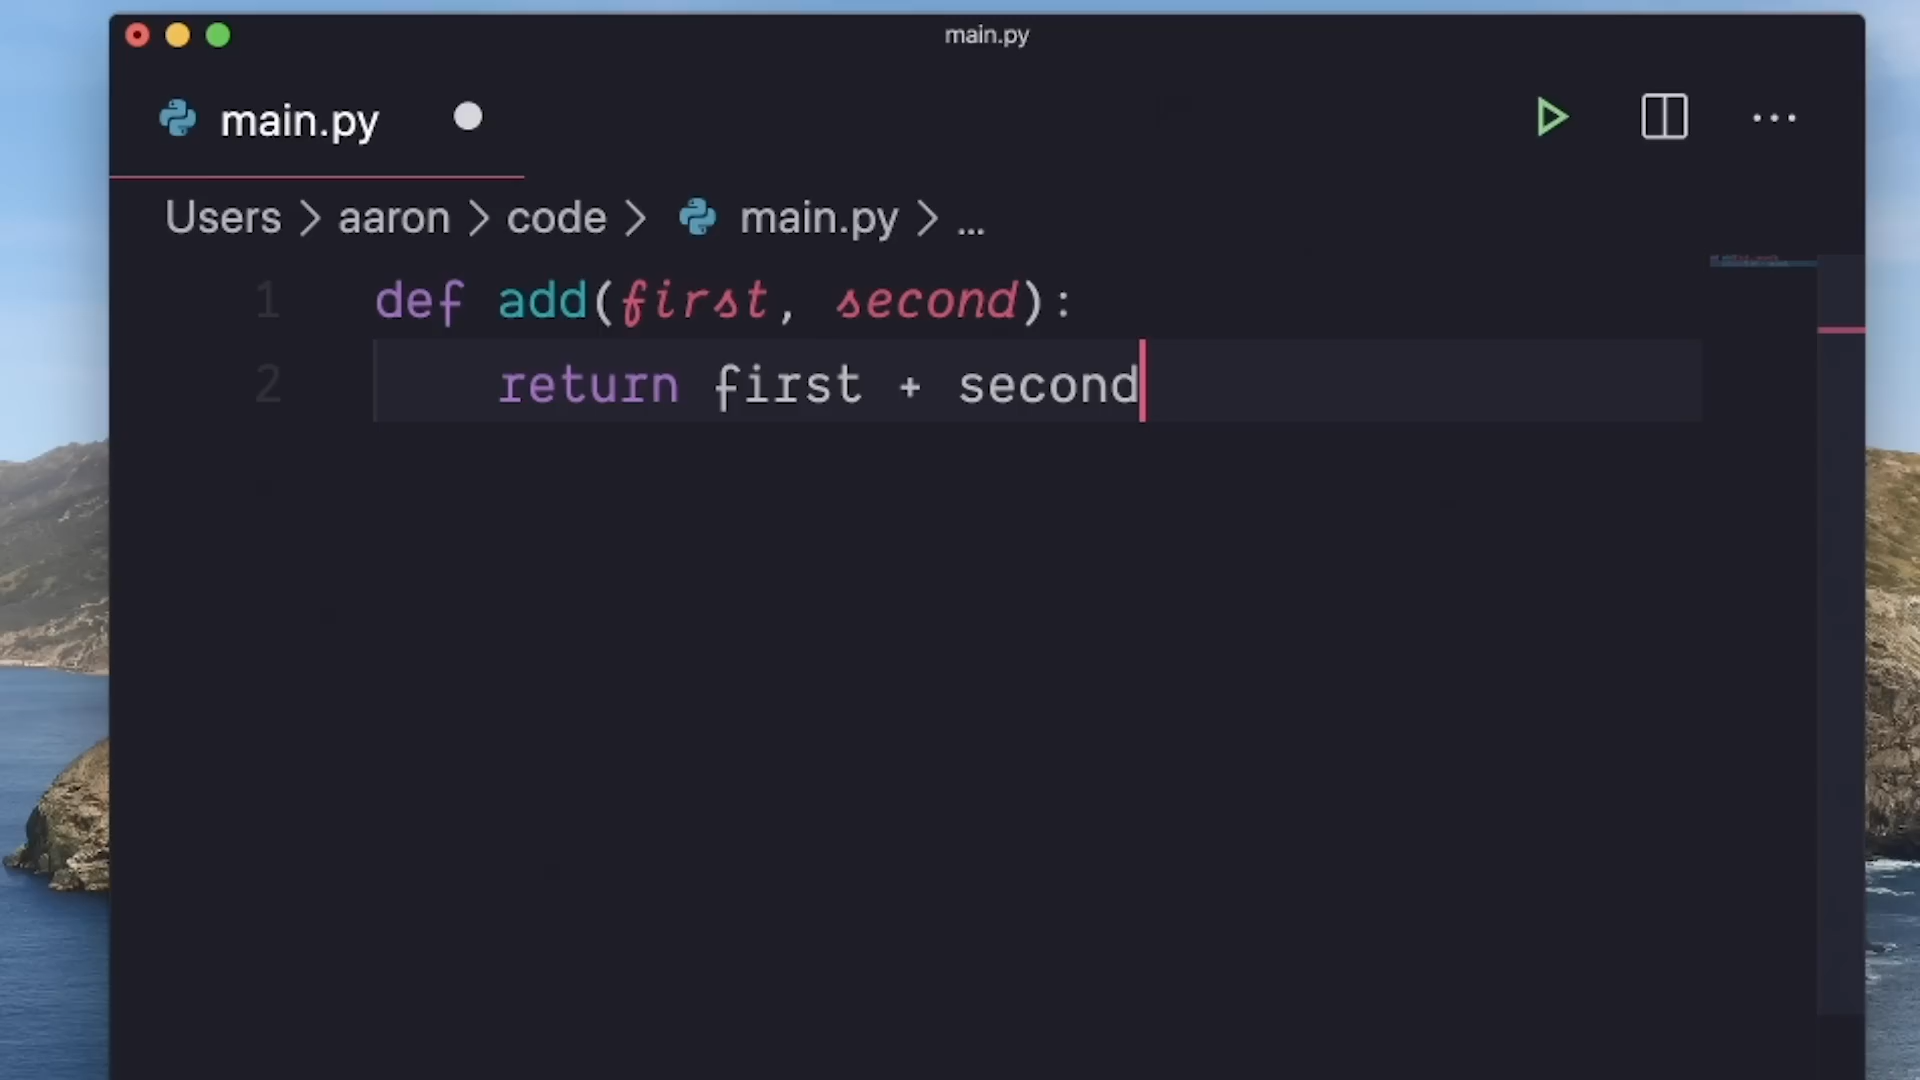 main.py
main.py
Users > aaron > code > main.py > ...
1 def add(first, second):
2     return first + second